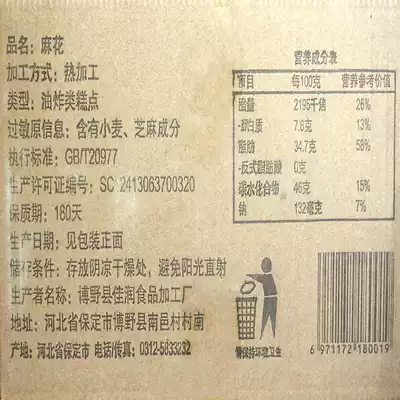 品名：麻花
加工方式：热加工
类型：油炸类糕点
过敏原信息：含有小麦、芝麻成分
执行标准：GB/T20977
生产许可证编号：SC12413063700320
保质期：180天
生产日期：见包装正面
储存条件：存放阴凉干燥处，避免阳光直射
生产者名称：博野县佳润食品加工厂
地址：河北省保定市博野县南邑村村南
产地：河北省保定市 电话/传真：0312-5833232
营养成分表
项目 每100克 营养参考价值
能量 2195千焦 26%
蛋白质 7.6克 13%
脂肪 34.7克 58%
-反式脂肪酸 0克
碳水化合物 46克 15%
钠 132毫克 7%
请保持环境卫生
6 971172 180019